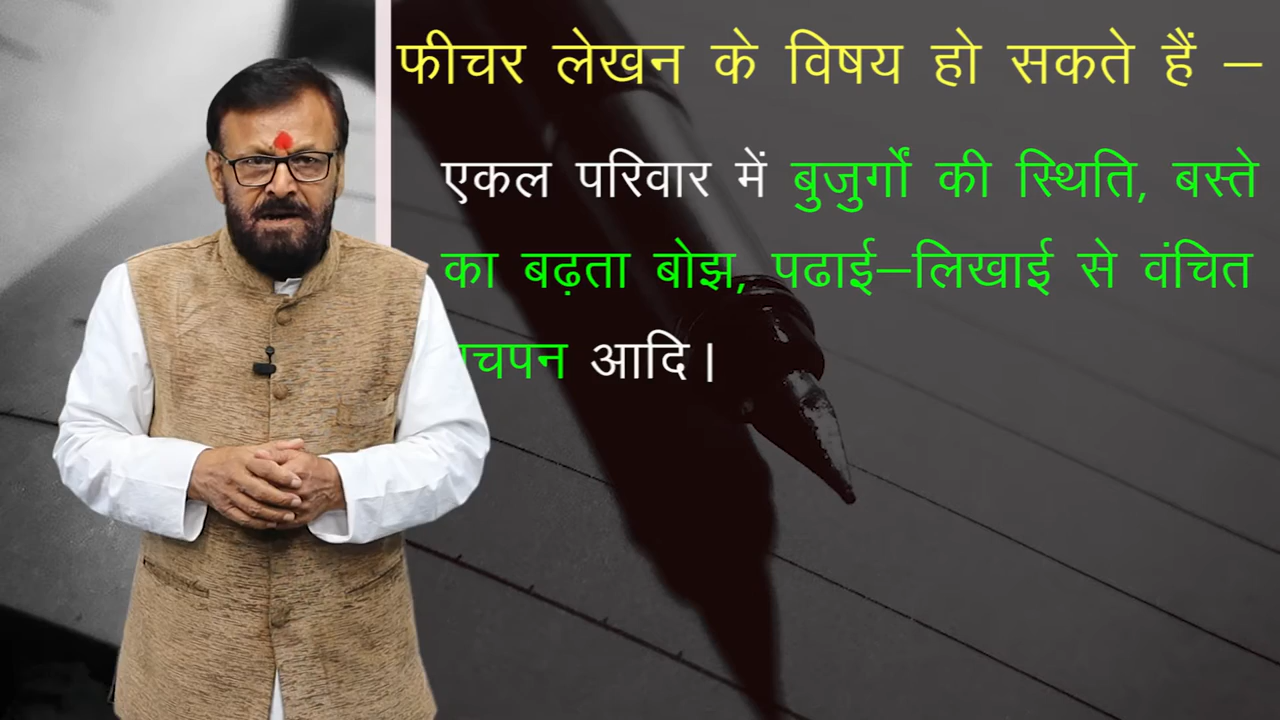 फीचर लेखन के विषय हो सकते हैं –
एकल परिवार में बुजुर्गों की स्थिति, बस्ते
का बढ़ता बोझ, पढाई–लिखाई से वंचित
आदि।